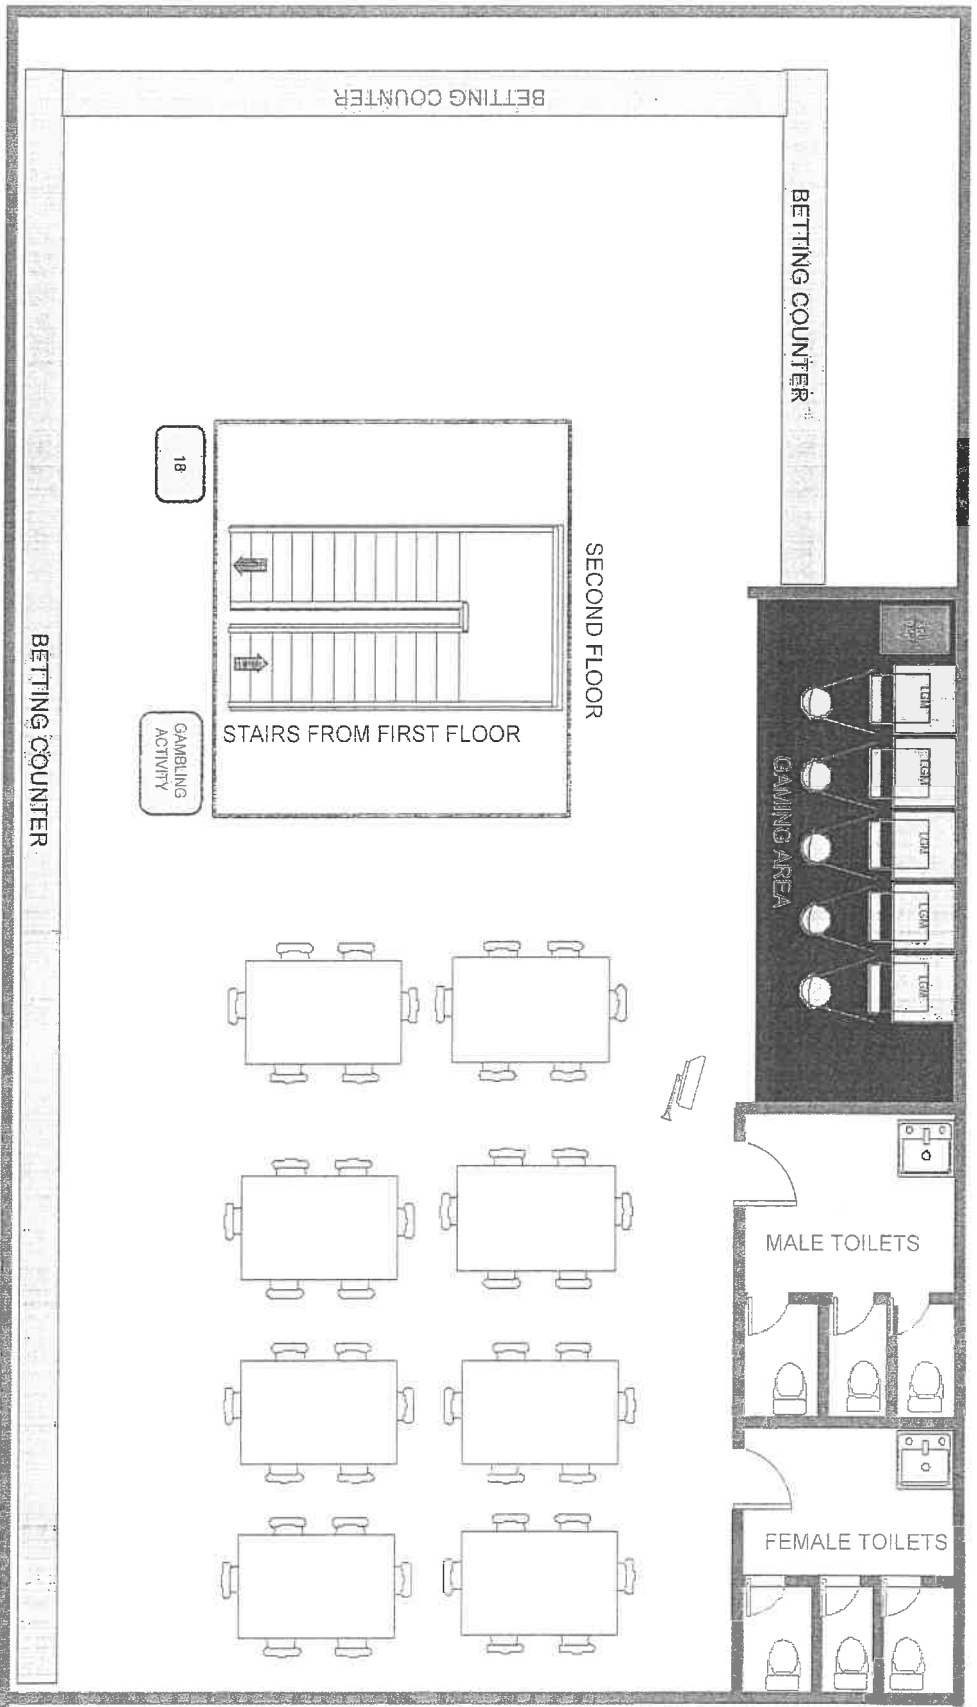 BETTING COUNTER
BETTING COUNTER
18
SECOND FLOOR
BETTING COUNTER
STAIRS FROM FIRST FLOOR
GAMBLING
ACTIVITY
GAMING AREA
LGM
LGM
LGM
LGM
LGM
MALE TOILETS
FEMALE TOILETS